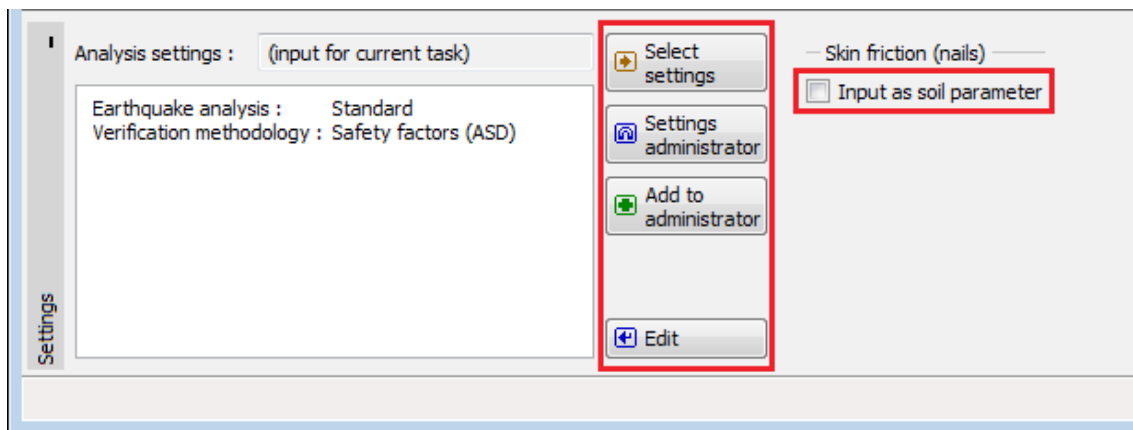 Analysis settings : (input for current task)
Earthquake analysis : Standard
Verification methodology : Safety factors (ASD)
Select
settings
Settings
administrator
Add to
administrator
Edit
Skin friction (nails)
Input as soil parameter
Settings